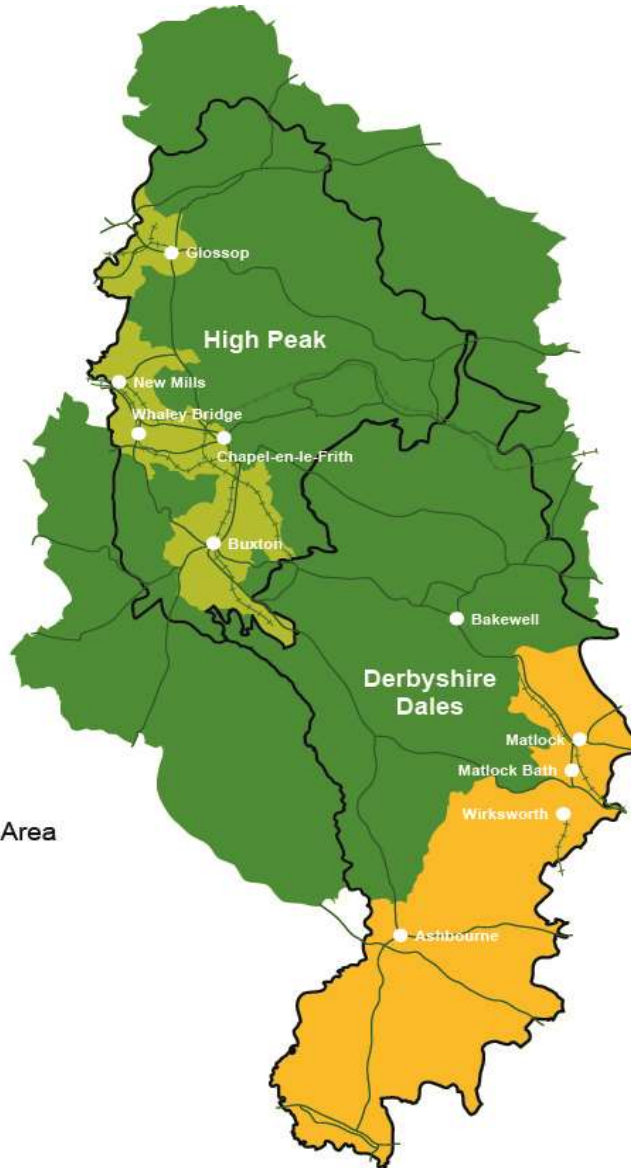 Glossop
High Peak
New Mills
Whaley Bridge
Chapel-en-le-Frith
Buxton
Bakewell
Derbyshire
Dales
Matlock
Matlock Bath
Wirksworth
Area
Ashbourne